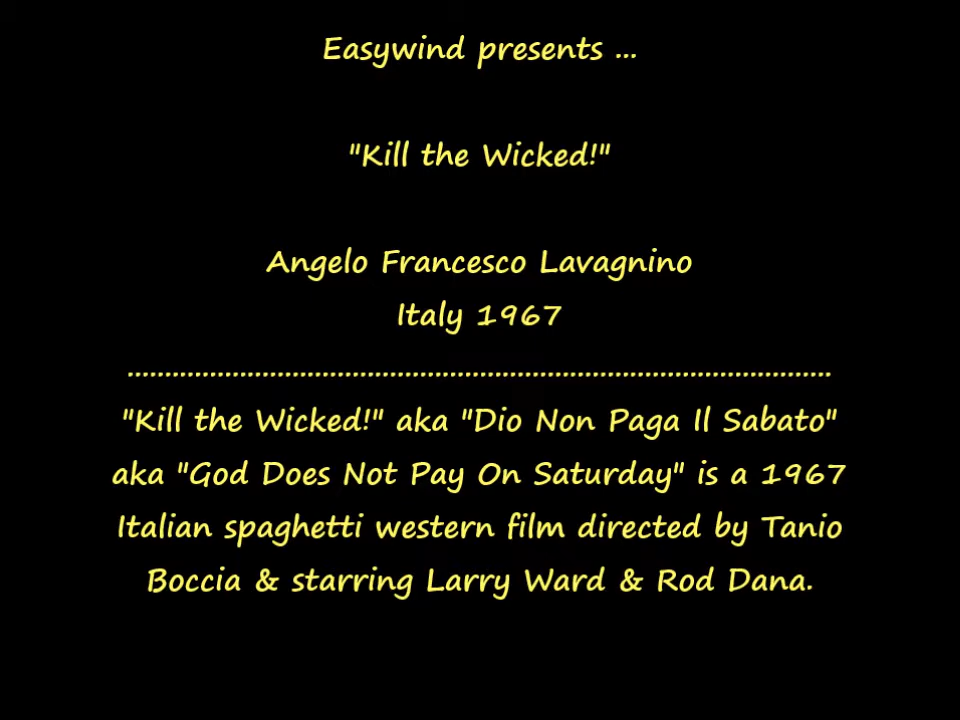 Easywind presents ...
"Kill the Wicked!"
Angelo Francesco Lavagnino
Italy 1967
..............................................................................................
"Kill the Wicked!" aka "Dio Non Paga Il Sabato"
aka "God Does Not Pay On Saturday" is a 1967
Italian spaghetti western film directed by Tanio
Boccia & starring Larry Ward & Rod Dana.